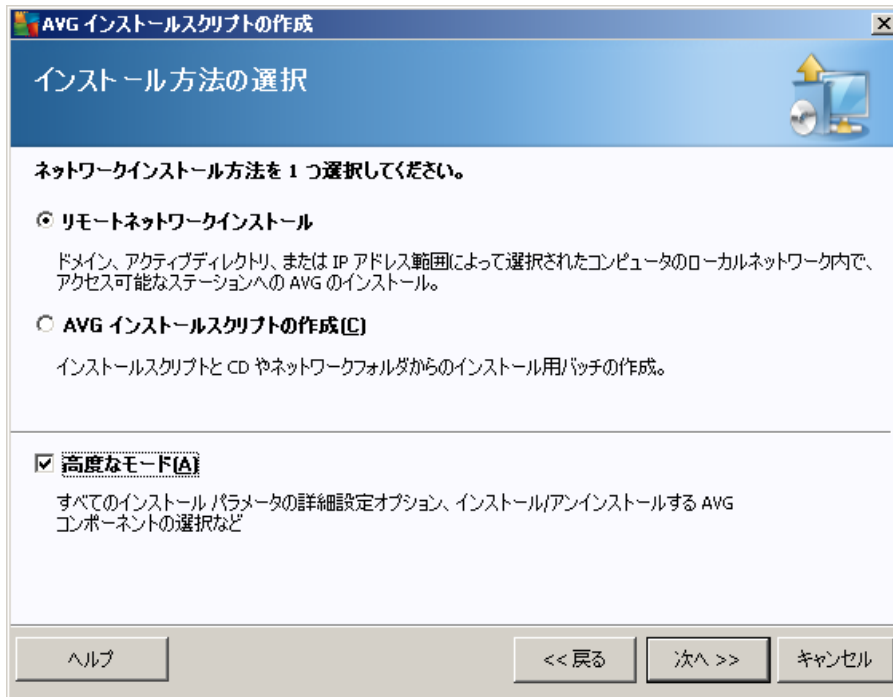 AVG インストールスクリプトの作成
インストール方法の選択
ネットワークインストール方法を 1 つ選択してください。
リモートネットワークインストール
ドメイン、アクティブディレクトリ、または IP アドレス範囲によって選択されたコンピュータのローカルネットワーク内で、
アクセス可能なステーションへの AVG のインストール。
AVG インストールスクリプトの作成(C)
インストールスクリプトと CD やネットワークフォルダからのインストール用バッチの作成。
高度なモード(A)
すべてのインストール パラメータの詳細設定オプション、インストール/アンインストールする AVG
コンポーネントの選択など
ヘルプ
<< 戻る
次へ >>
キャンセル